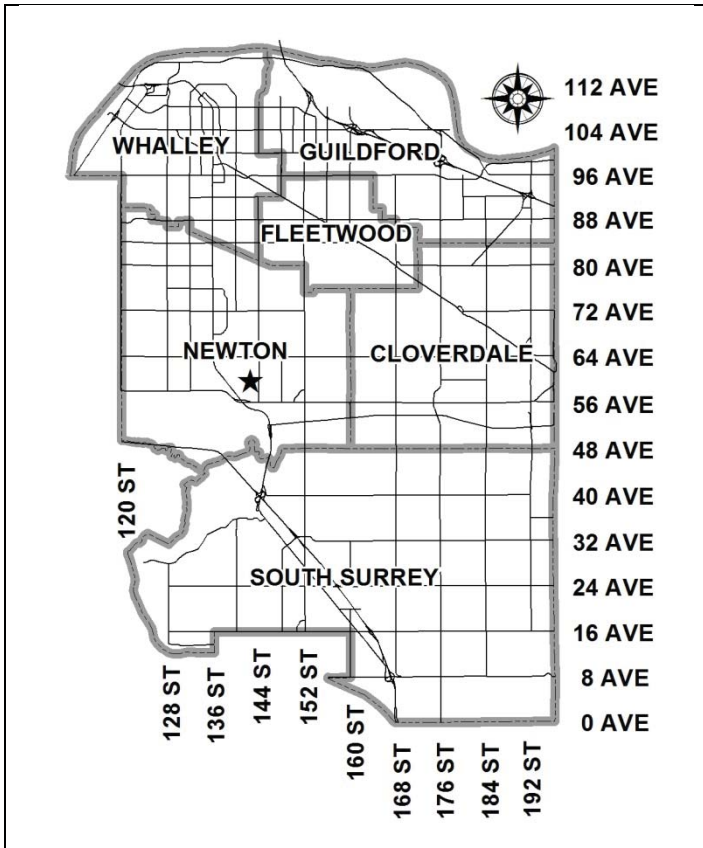 112 AVE
104 AVE
WHALLEY
GUILDFORD
96 AVE
88 AVE
FLEETWOOD
80 AVE
72 AVE
NEWTON
CLOVERDALE
64 AVE
56 AVE
48 AVE
120 ST
40 AVE
32 AVE
SOUTH SURREY
24 AVE
16 AVE
128 ST
136 ST
144 ST
152 ST
8 AVE
160 ST
0 AVE
168 ST
176 ST
184 ST
192 ST